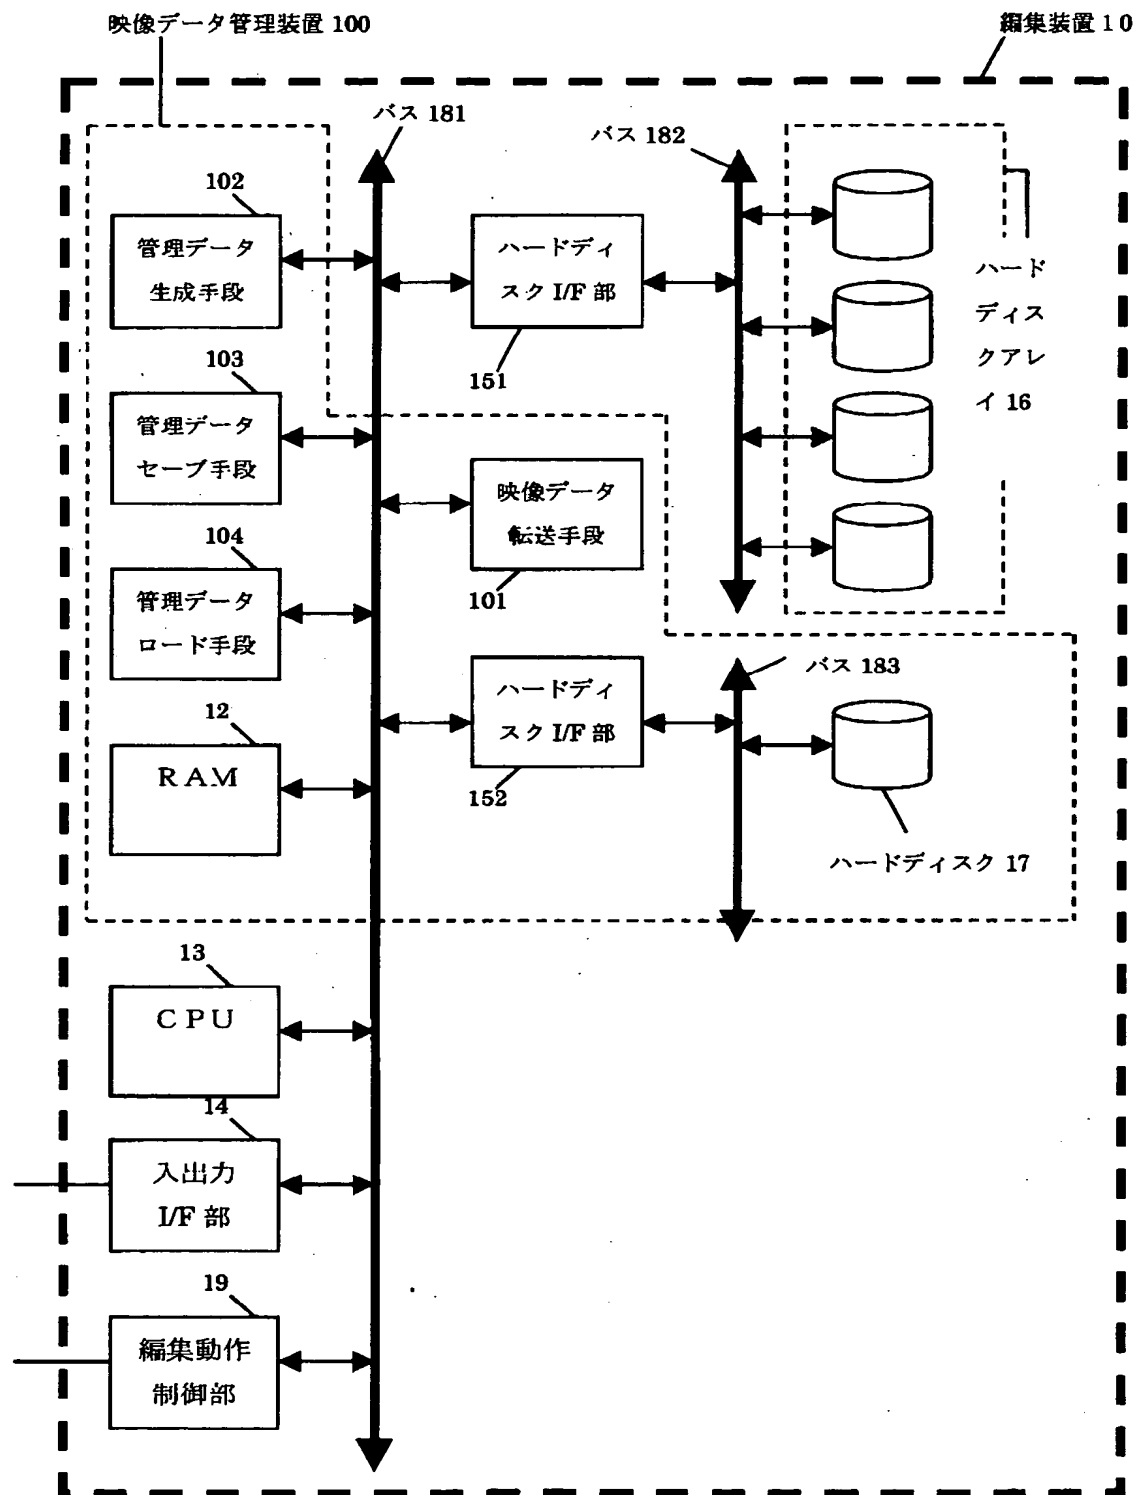 映像データ管理装置 100
編集装置 1 0
バス 181
バス 182
102
管理データ
生成手段
ハードディ
スク I/F 部
151
ハード
ディス
クアレ
イ 16
103
管理データ
セーブ手段
映像データ
転送手段
101
104
管理データ
ロード手段
ハードディ
スク I/F 部
152
バス 183
ハードディスク 17
12
RAM
13
CPU
14
入出力
I/F 部
19
編集動作
制御部